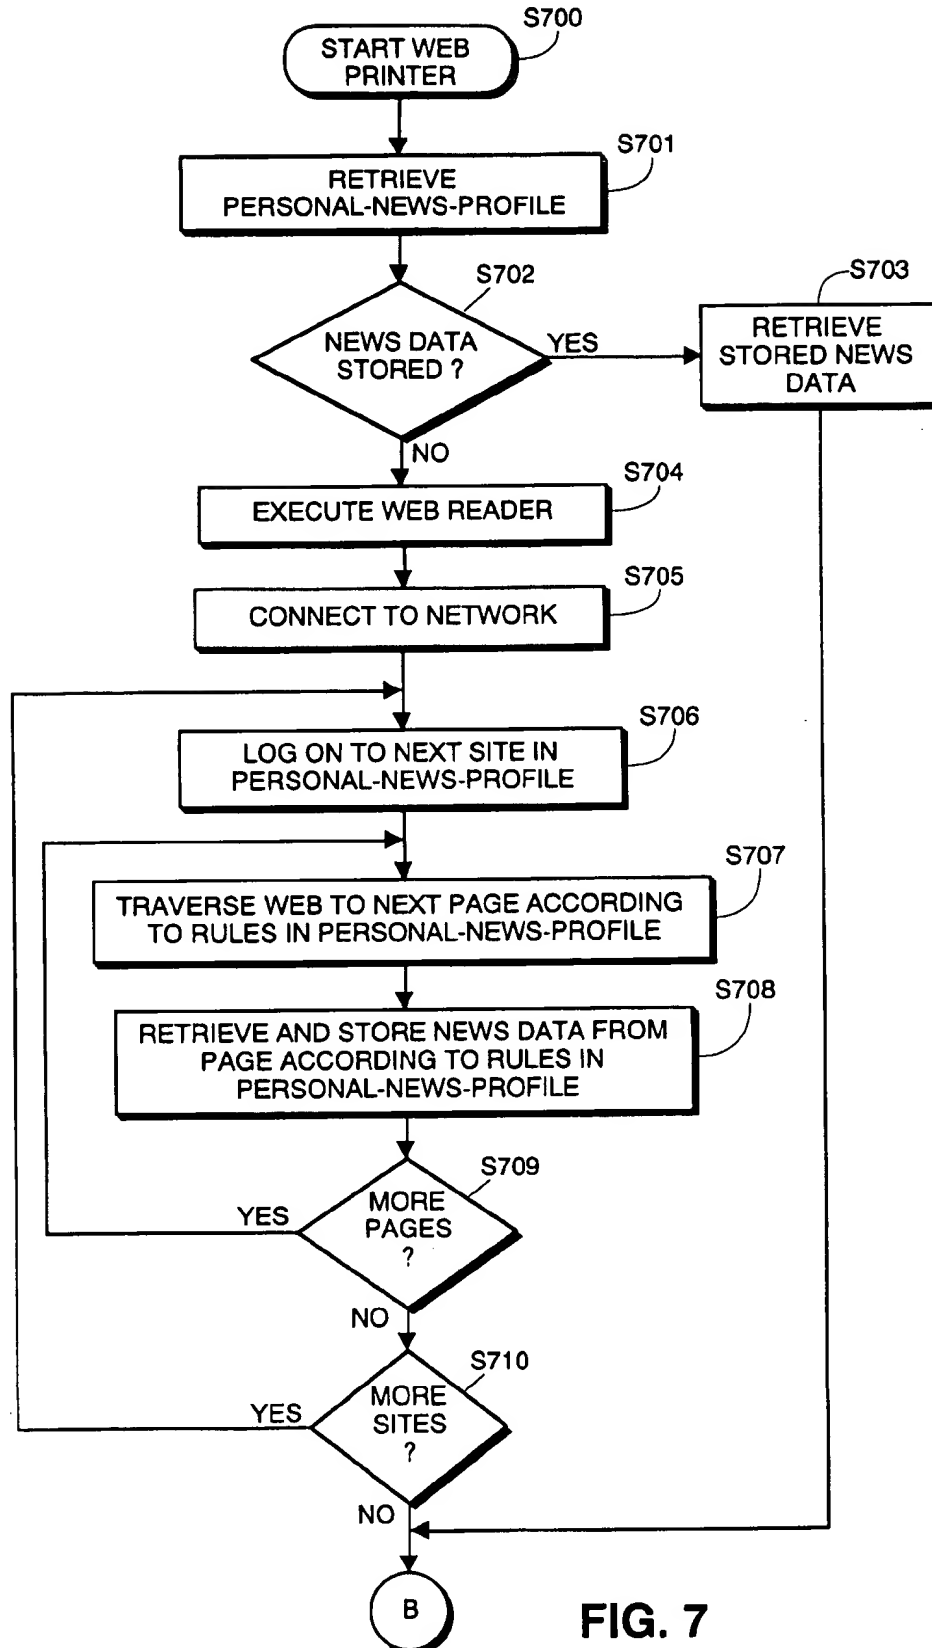 S700
START WEB
PRINTER
S701
RETRIEVE
PERSONAL-NEWS-PROFILE
S702
NEWS DATA
STORED ?
YES
S703
RETRIEVE
STORED NEWS
DATA
NO
S704
EXECUTE WEB READER
S705
CONNECT TO NETWORK
S706
LOG ON TO NEXT SITE IN
PERSONAL-NEWS-PROFILE
S707
TRAVERSE WEB TO NEXT PAGE ACCORDING
TO RULES IN PERSONAL-NEWS-PROFILE
S708
RETRIEVE AND STORE NEWS DATA FROM
PAGE ACCORDING TO RULES IN
PERSONAL-NEWS-PROFILE
S709
MORE
PAGES
?
YES
NO
S710
MORE
SITES
?
YES
NO
B
FIG. 7